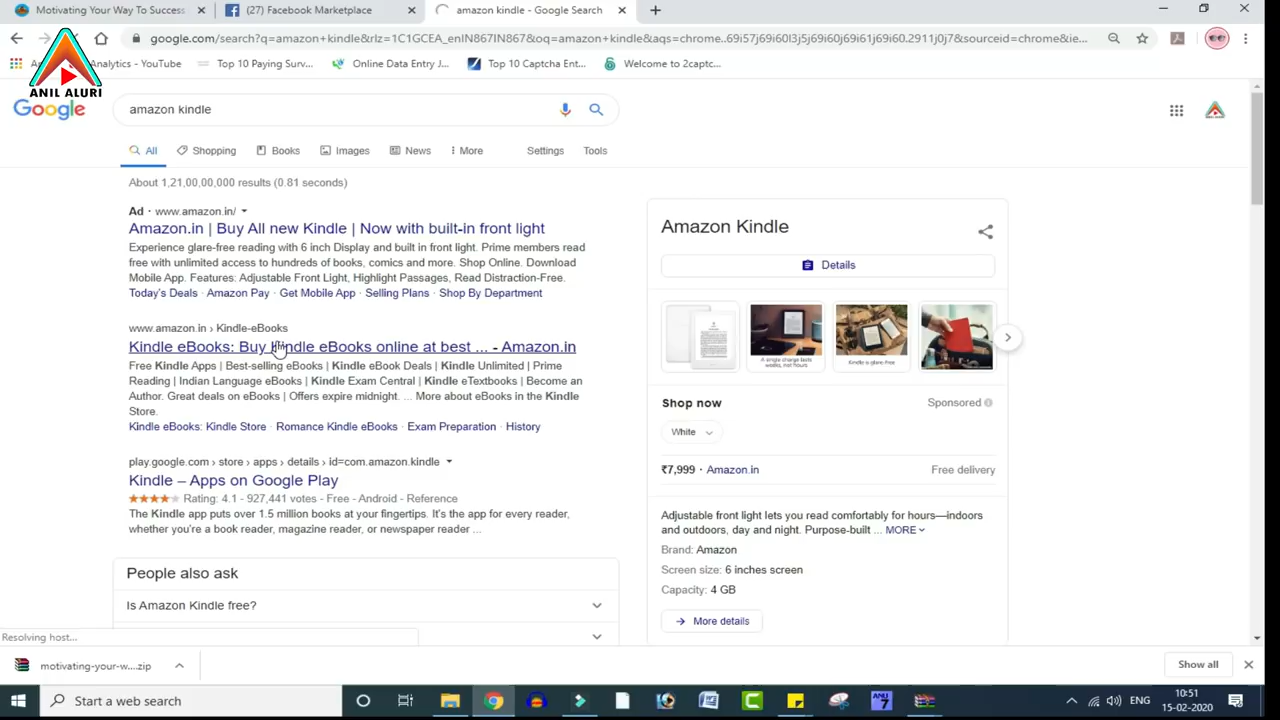 Motivating Your Way To Success
(27) Facebook Marketplace
amazon kindle - Google Search
google.com/search?q=amazon+kindle&rlz=1C1GCEA_enIN867IN867&oq=amazon+kindle&aqs=chrome..69i57j69i60l3j5j69i60j69i61j69i60.2911j0j7&sourceid=chrome&ie...
Analytics - YouTube
Top 10 Paying Surv...
Online Data Entry J...
Top 10 Captcha Ent...
Welcome to 2captc...
ANIL ALURI
Google
amazon kindle
All
Shopping
Books
Images
News
More
Settings
Tools
About 1,21,00,00,000 results (0.81 seconds)
Ad · www.amazon.in/
Amazon.in | Buy All new Kindle | Now with built-in front light
Experience glare-free reading with 6 inch Display and built in front light. Prime members read
free with unlimited access to hundreds of books, comics and more. Shop Online. Download
Mobile App. Features: Adjustable Front Light, Highlight Passages, Read Distraction-Free.
Today's Deals · Amazon Pay · Get Mobile App · Selling Plans · Shop By Department
www.amazon.in › Kindle-eBooks
Kindle eBooks: Buy Kindle eBooks online at best ... - Amazon.in
Free Kindle Apps | Best-selling eBooks | Kindle eBook Deals | Kindle Unlimited | Prime
Reading | Indian Language eBooks | Kindle Exam Central | Kindle eTextbooks | Become an
Author. Great deals on eBooks | Offers expire midnight. ... More about eBooks in the Kindle
Store.
Kindle eBooks: Kindle Store · Romance Kindle eBooks · Exam Preparation · History
play.google.com › store › apps › details › id=com.amazon.kindle
Kindle – Apps on Google Play
Rating: 4.1 - 927,441 votes - Free - Android - Reference
The Kindle app puts over 1.5 million books at your fingertips. It's the app for every reader,
whether you're a book reader, magazine reader, or newspaper reader ...
People also ask
Is Amazon Kindle free?
Amazon Kindle
Details
A single charge lasts
weeks, not hours
Kindle is glare-free
Shop now
Sponsored
White
₹7,999 · Amazon.in
Free delivery
Adjustable front light lets you read comfortably for hours—indoors
and outdoors, day and night. Purpose-built ... MORE
Brand: Amazon
Screen size: 6 inches screen
Capacity: 4 GB
More details
Resolving host...
motivating-your-w....zip
Show all
Start a web search
ENG
10:51
15-02-2020